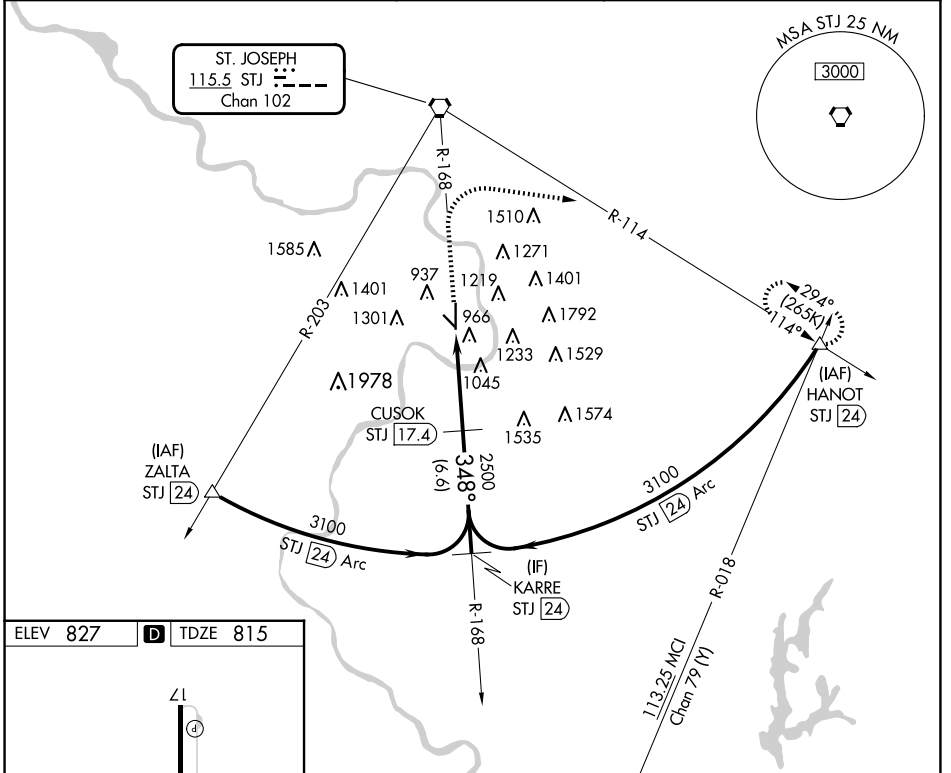 ST. JOSEPH
115.5 STJ
Chan 102
MSA STJ 25 NM
3000
R-168
R-203
R-114
1510
1585
1271
937
1219
1401
1401
1301
966
1792
1233
1529
1045
1978
1574
1535
294°
(265K)
114°
(IAF)
HANOT
STJ 24
CUSOK
STJ 17.4
(IAF)
ZALTA
STJ 24
2500
348°
(6.6)
3100
STJ 24 Arc
3100
STJ 24 Arc
(IF)
KARRE
STJ 24
R-168
R-018
113.25 MCI
Chan 79 (Y)
ELEV 827 D TDZE 815
17
P